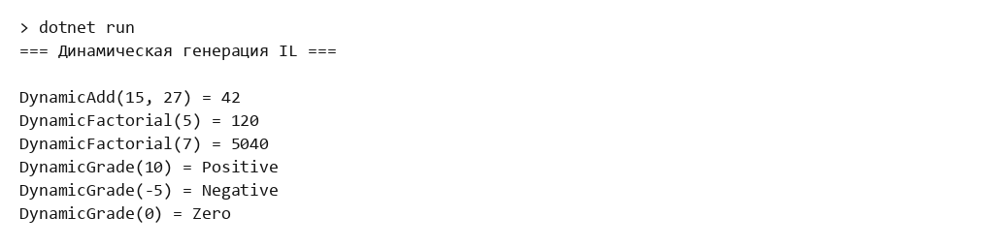 > dotnet run
=== Динамическая генерация IL ===
DynamicAdd(15, 27) = 42
DynamicFactorial(5) = 120
DynamicFactorial(7) = 5040
DynamicGrade(10) = Positive
DynamicGrade(-5) = Negative
DynamicGrade(0) = Zero